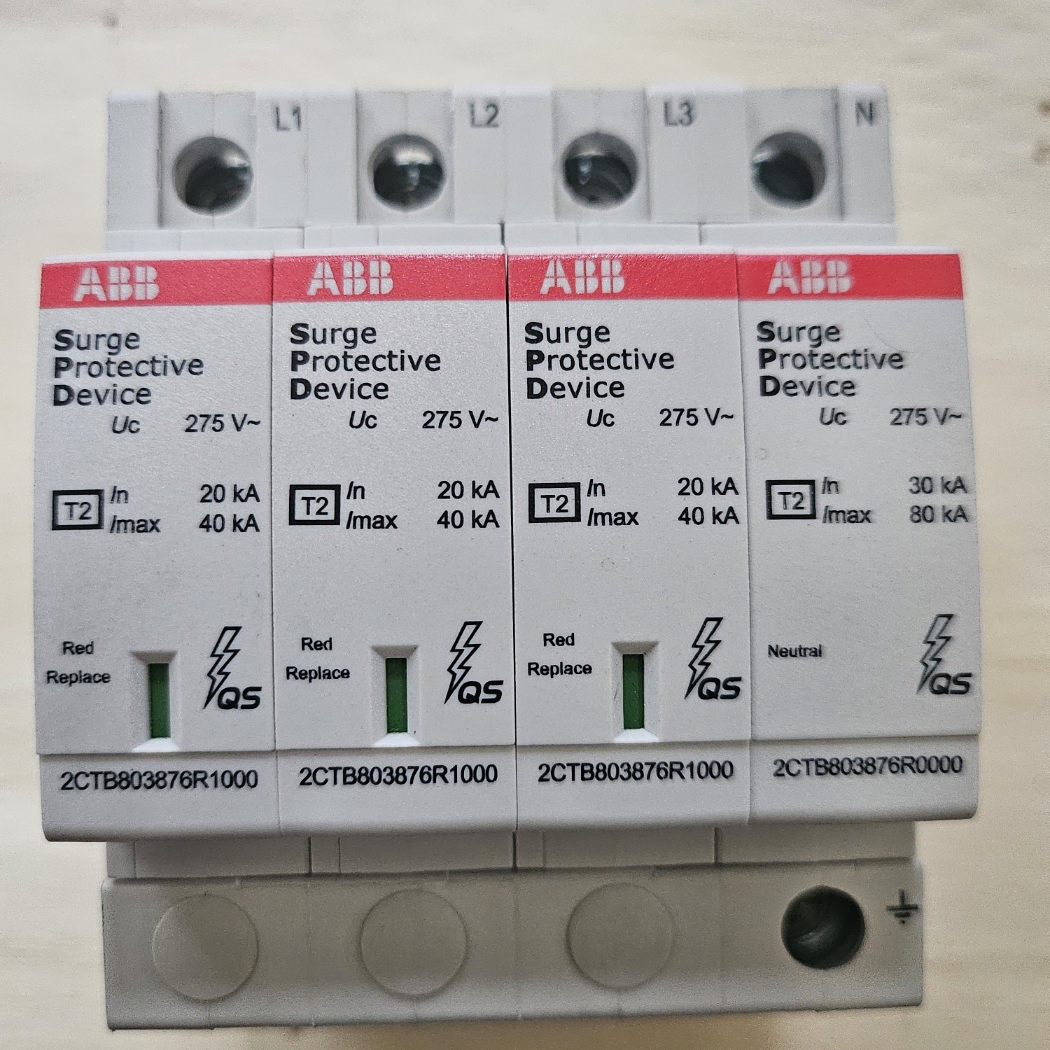 L1
L2
L3
N
ABB
Surge
Protective
Device
Uc 275 V~
T2
In 20 kA
Imax 40 kA
Red
Replace
QS
2CTB803876R1000
ABB
Surge
Protective
Device
Uc 275 V~
T2
In 20 kA
Imax 40 kA
Red
Replace
QS
2CTB803876R1000
ABB
Surge
Protective
Device
Uc 275 V~
T2
In 20 kA
Imax 40 kA
Red
Replace
QS
2CTB803876R1000
ABB
Surge
Protective
Device
Uc 275 V~
T2
In 30 kA
Imax 80 kA
Neutral
QS
2CTB803876R0000